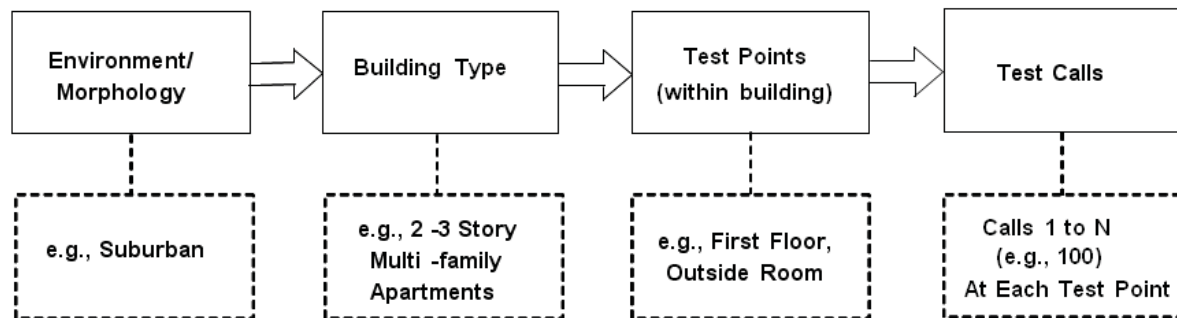 Environment/
Morphology
Building Type
Test Points
(within building)
Test Calls
e.g., Suburban
e.g., 2 -3 Story
Multi -family
Apartments
e.g., First Floor,
Outside Room
Calls 1 to N
(e.g., 100)
At Each Test Point